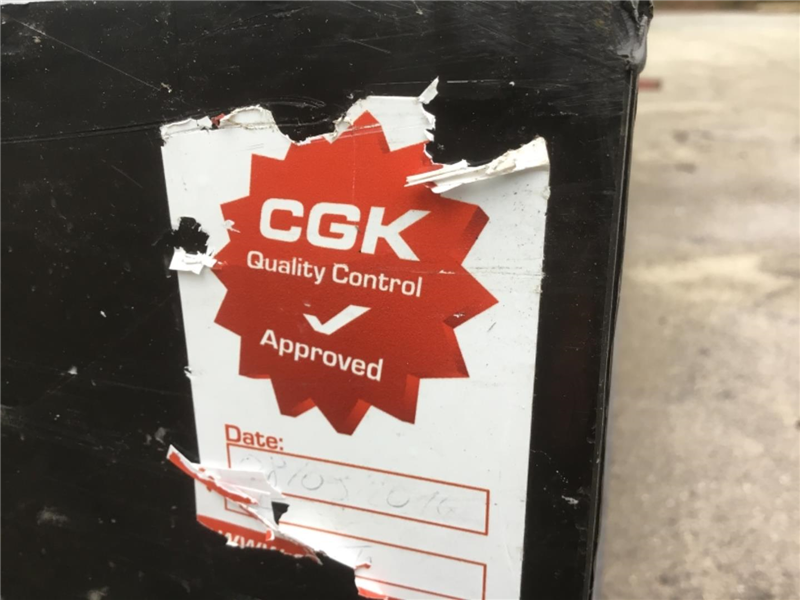 CGK
Quality Control
Approved
Date: